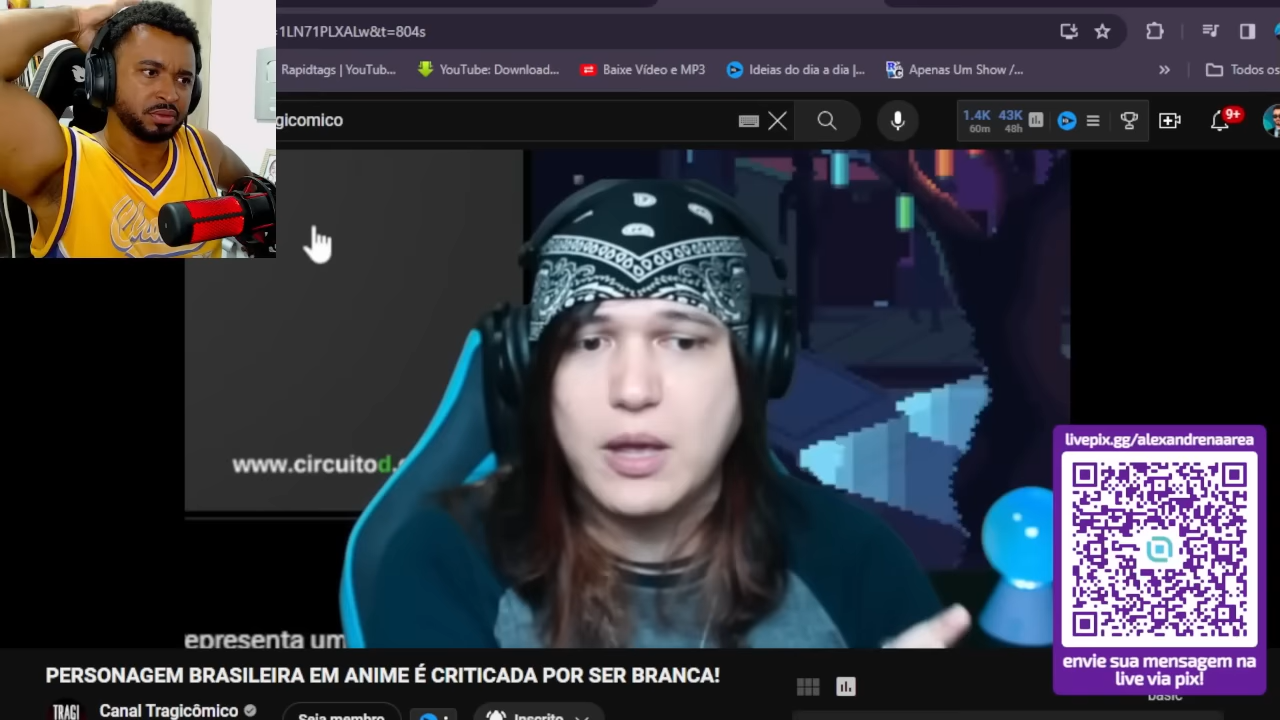 =1LN71PLXALw&t=804s
Rapidtags | YouTub...
YouTube: Download...
Baixe Vídeo e MP3
Ideias do dia a dia |...
Apenas Um Show /...
»
Todos os
gicomico
1.4K 43K
60m 48h
9+
www.circuitod.
epresenta um
livepix.gg/alexandrenaarea
envie sua mensagem na
live via pix!
PERSONAGEM BRASILEIRA EM ANIME É CRITICADA POR SER BRANCA!
TRAGI
Canal Tragicômico
Seja membro
Inscrito
basic